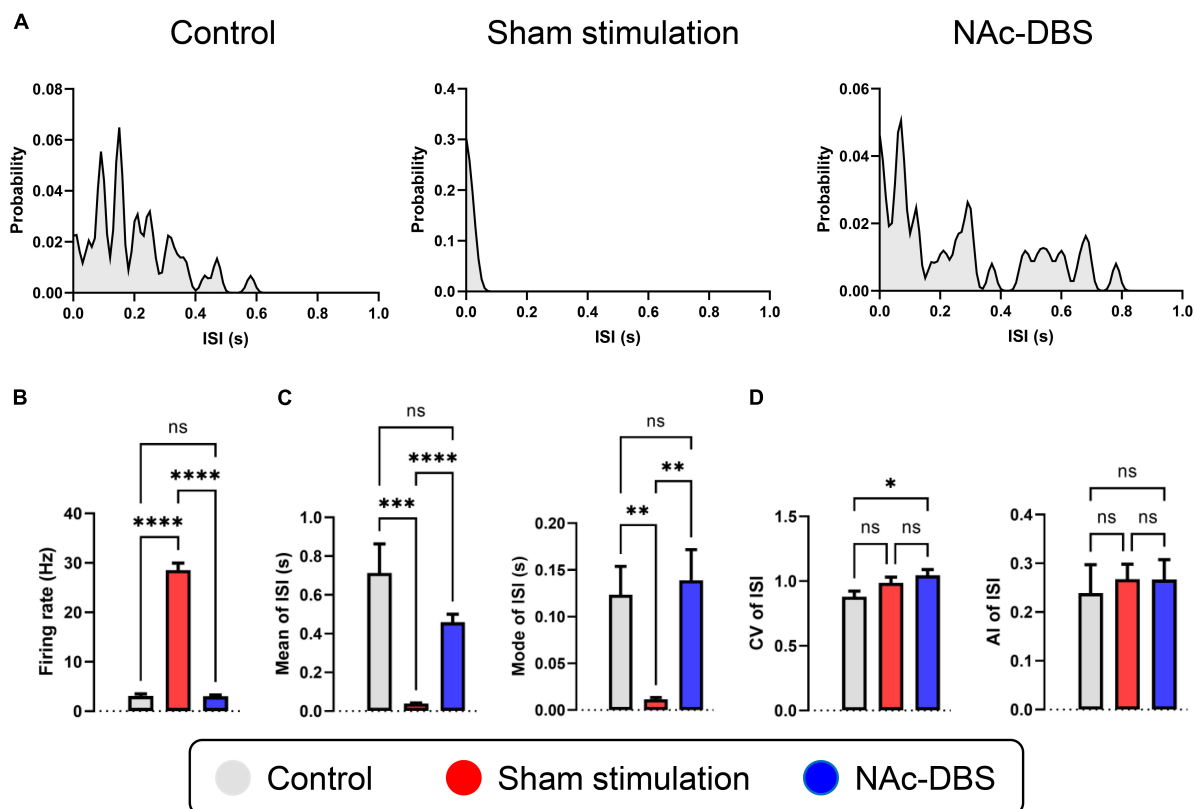 A
Control
Sham stimulation
NAc-DBS
0.08
0.06
0.04
0.02
0.00
Probability
0.0 0.2 0.4 0.6 0.8 1.0
ISI (s)
0.4
0.3
0.2
0.1
0.0
Probability
0.0 0.2 0.4 0.6 0.8 1.0
ISI (s)
0.06
0.04
0.02
0.00
Probability
0.0 0.2 0.4 0.6 0.8 1.0
ISI (s)
B
ns
****
****
40
30
20
10
0
Firing rate (Hz)
C
ns
****
***
1.0
0.8
0.6
0.4
0.2
0.0
Mean of ISI (s)
ns
**
**
0.20
0.15
0.10
0.05
0.00
Mode of ISI (s)
D
*
ns ns
1.5
1.0
0.5
0.0
CV of ISI
ns
ns ns
0.4
0.3
0.2
0.1
0.0
AI of ISI
Control
Sham stimulation
NAc-DBS